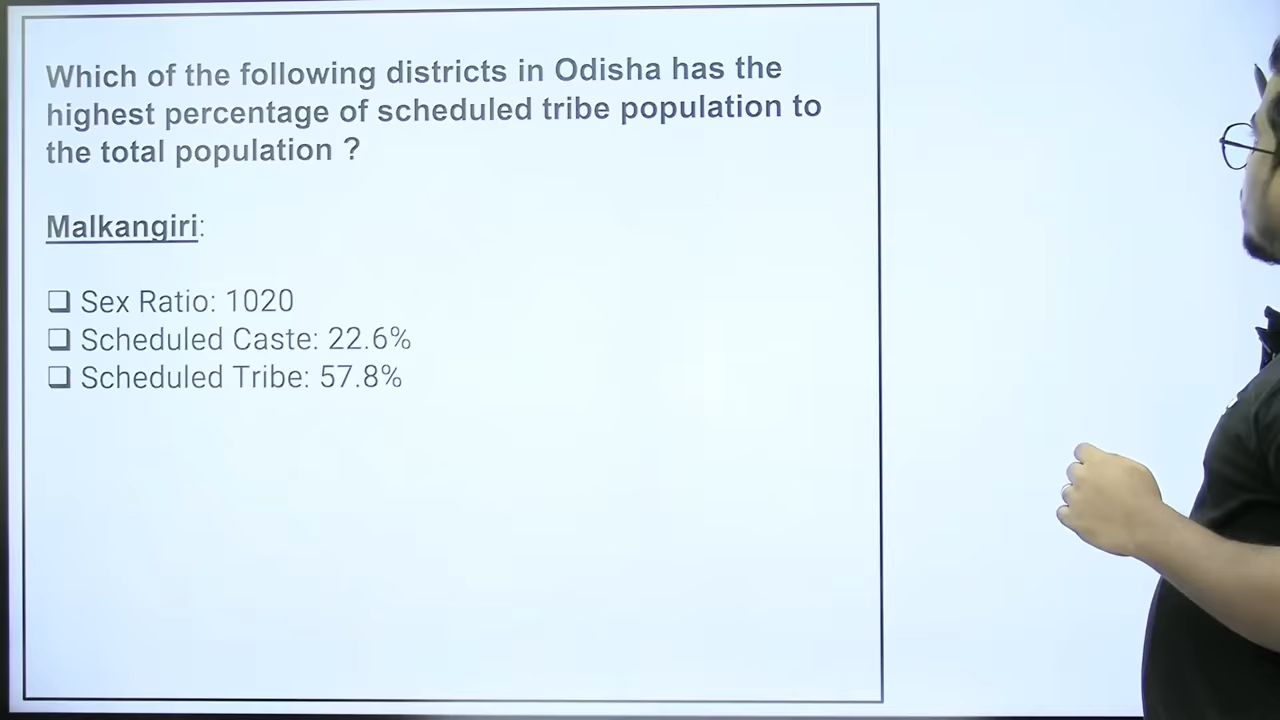 Which of the following districts in Odisha has the
highest percentage of scheduled tribe population to
the total population ?
Malkangiri:
❑ Sex Ratio: 1020
❑ Scheduled Caste: 22.6%
❑ Scheduled Tribe: 57.8%